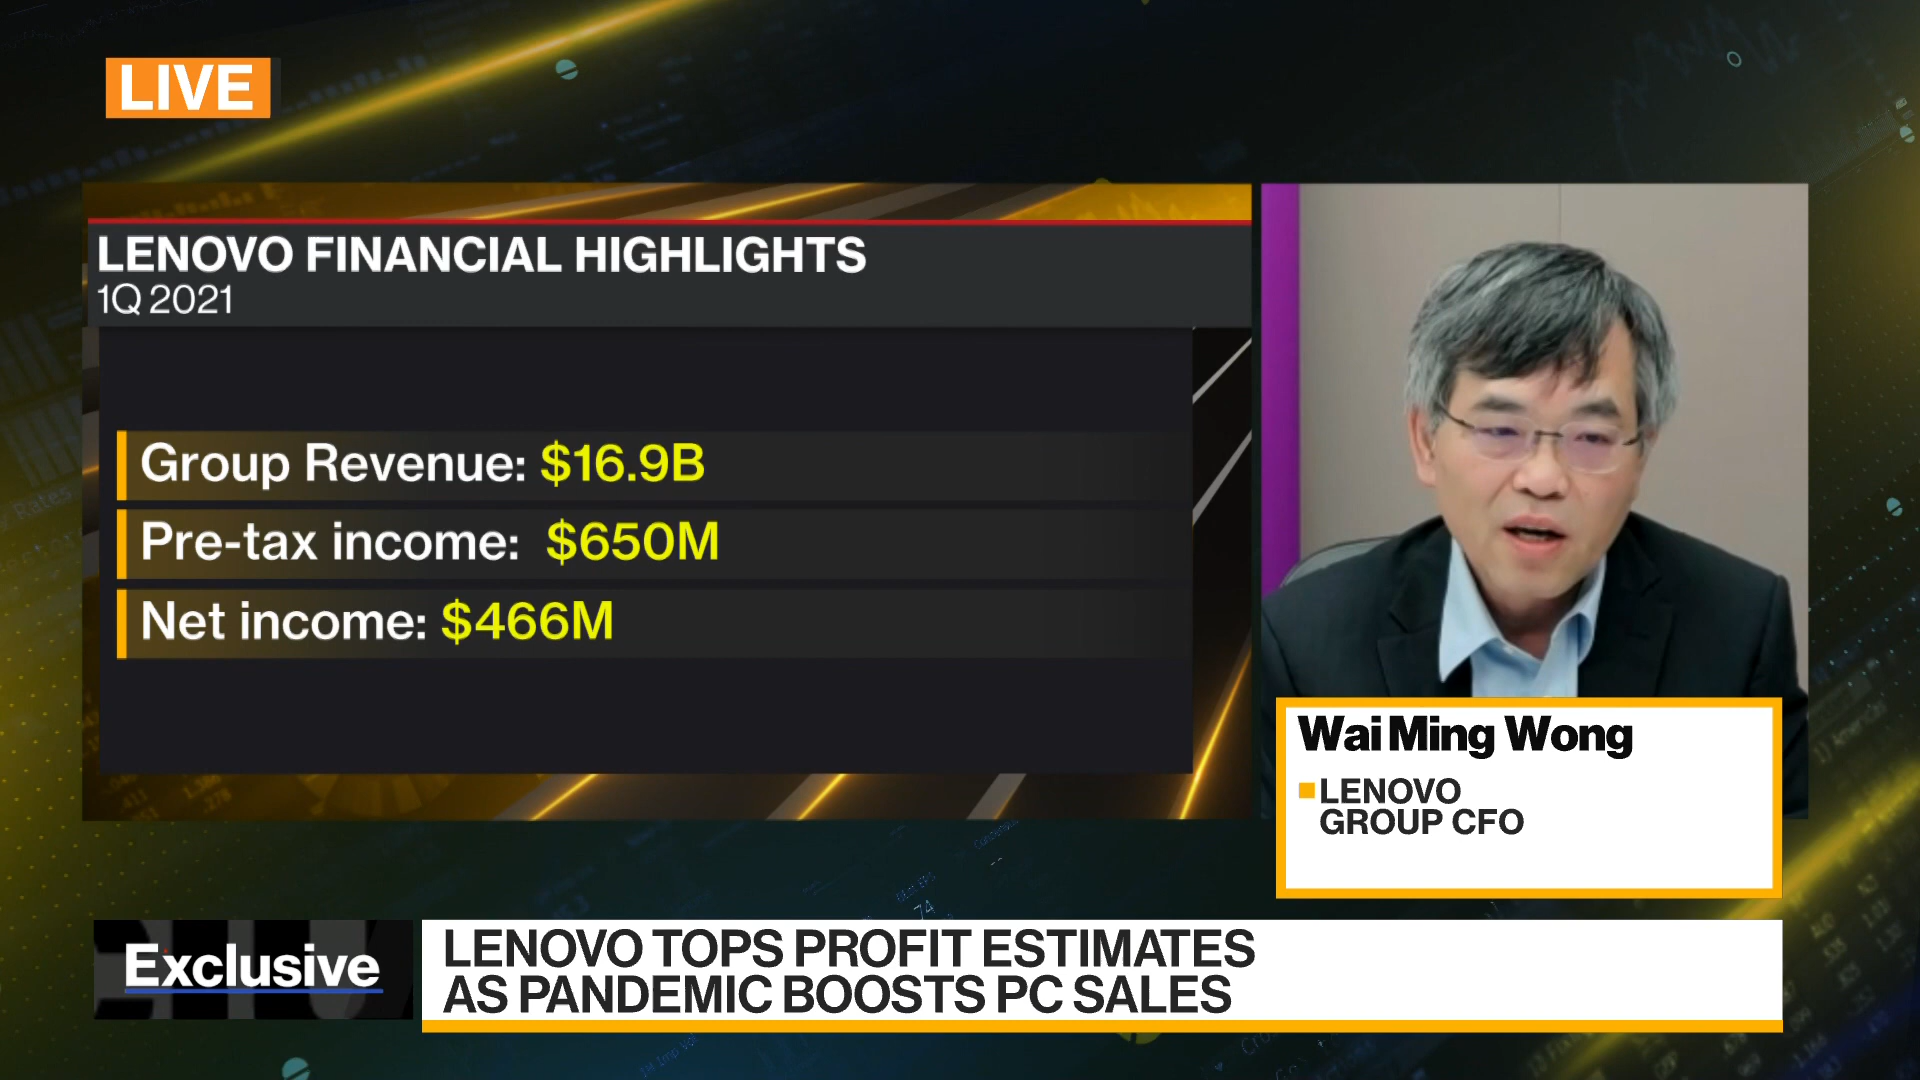 LIVE
LENOVO FINANCIAL HIGHLIGHTS
1Q 2021
Group Revenue: $16.9B
Pre-tax income: $650M
Net income: $466M
Wai Ming Wong
LENOVO
GROUP CFO
Exclusive
LENOVO TOPS PROFIT ESTIMATES
AS PANDEMIC BOOSTS PC SALES